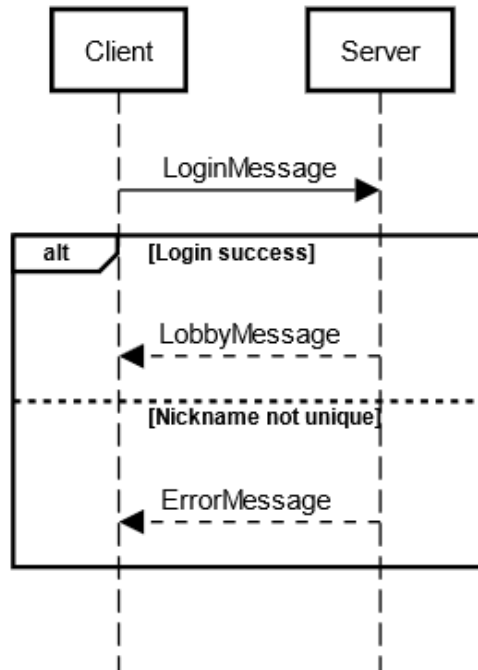 Client
Server
LoginMessage
alt
[Login success]
LobbyMessage
[Nickname not unique]
ErrorMessage